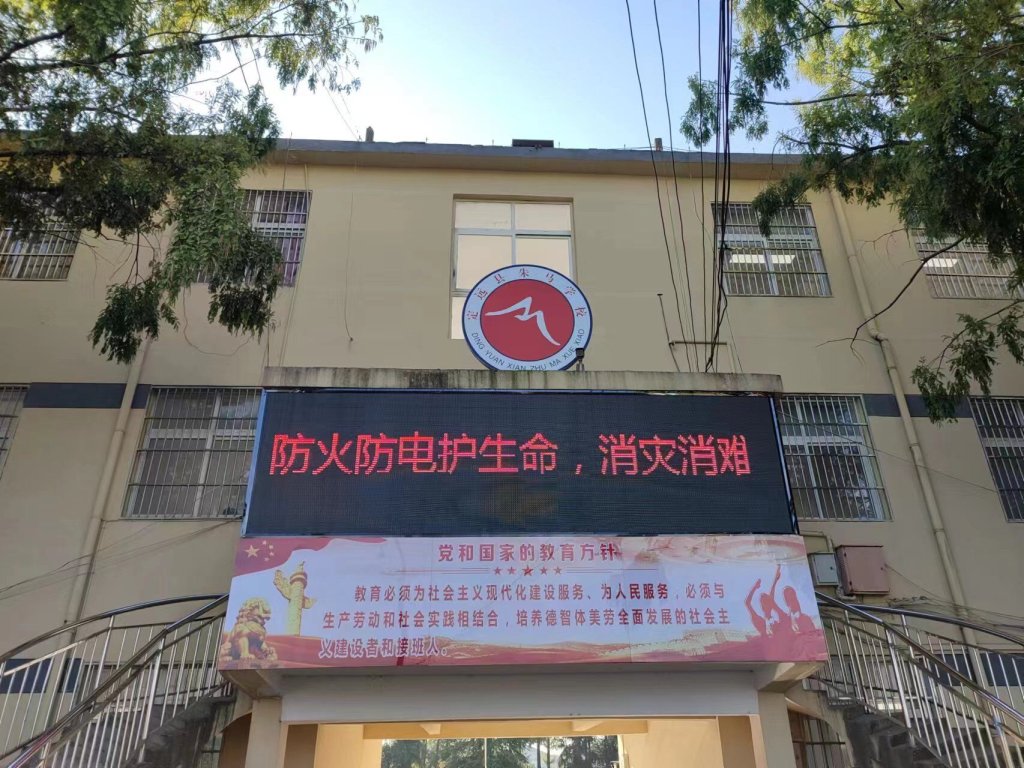 定远县朱马学校
DING YUAN XIAN ZHU MA XUE XIAO
防火防电护生命，消灾消难
党和国家的教育方针
教育必须为社会主义现代化建设服务、为人民服务，必须与
生产劳动和社会实践相结合，培养德智体美劳全面发展的社会主
义建设者和接班人。